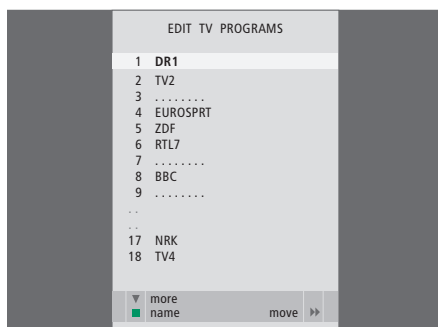 EDIT TV PROGRAMS
1 DR1
2 TV2
3 ........
4 EUROSPRT
5 ZDF
6 RTL7
7 ........
8 BBC
9 ........
..
..
17 NRK
18 TV4
▼ more
■ name move ▶▶